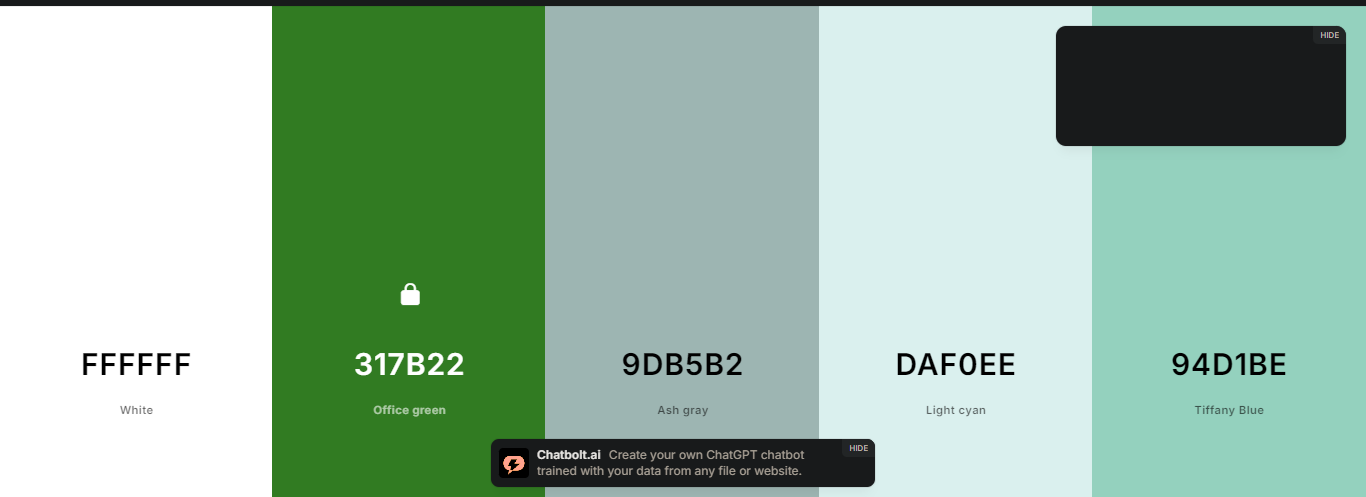 HIDE
FFFFFF
317B22
9DB5B2
DAF0EE
94D1BE
White
Office green
Ash gray
Light cyan
Tiffany Blue
Chatbolt.ai Create your own ChatGPT chatbot
trained with your data from any file or website.
HIDE